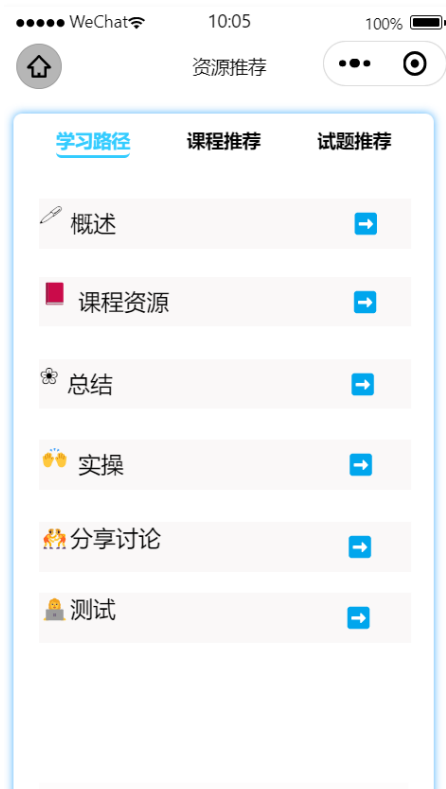 WeChat 10:05 100%
资源推荐
学习路径 课程推荐 试题推荐
概述
课程资源
总结
实操
分享讨论
测试